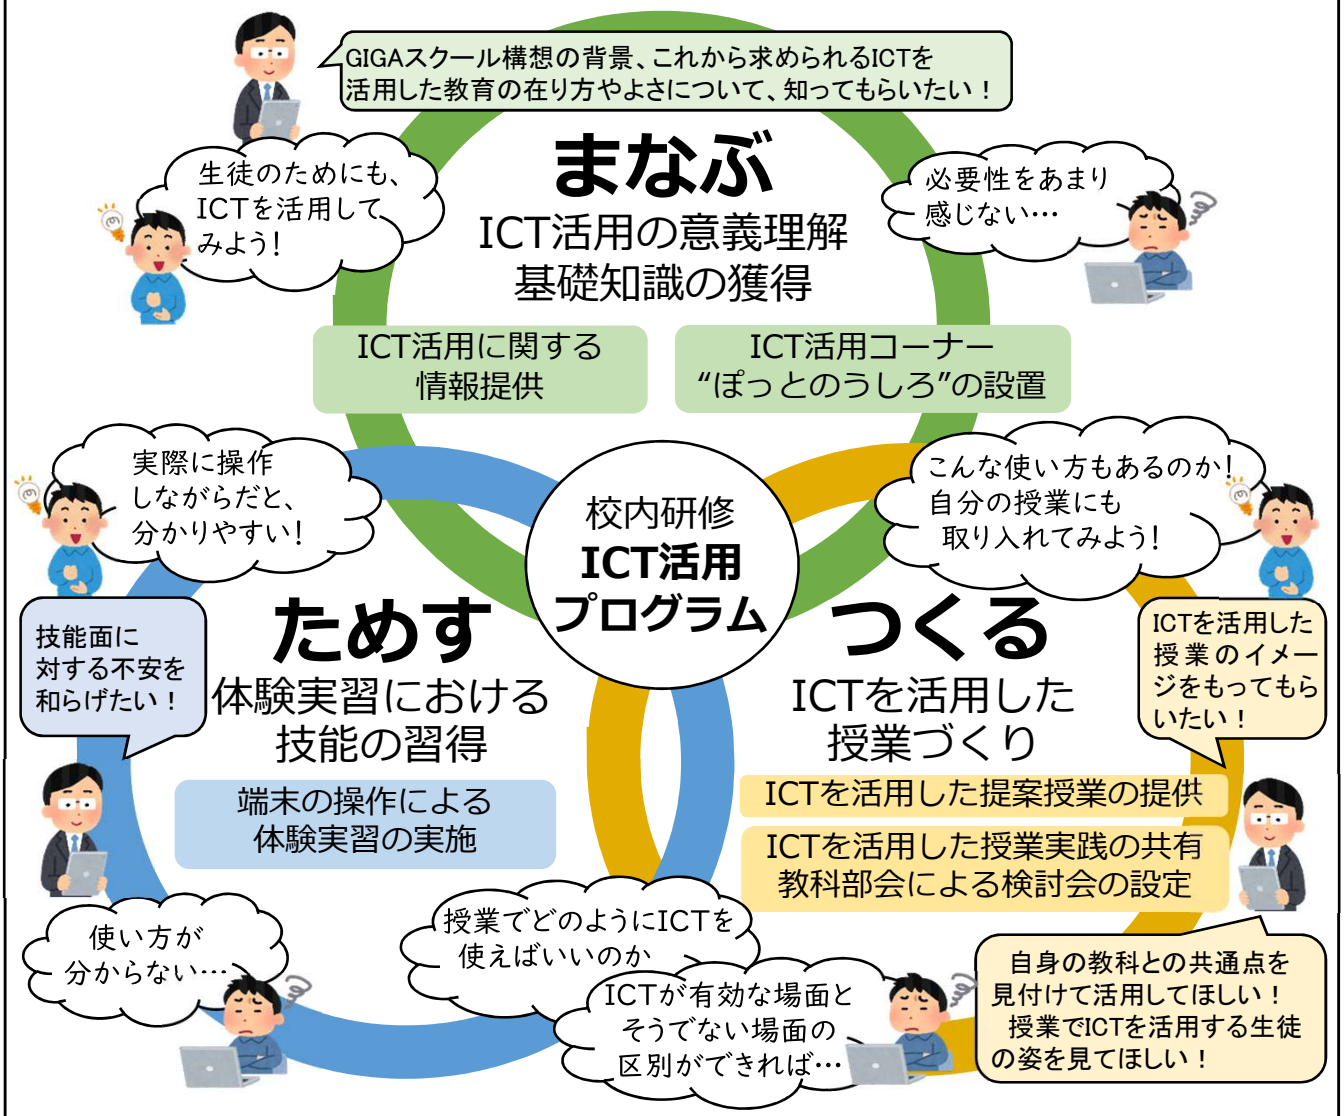 GIGAスクール構想の背景、これから求められるICTを
活用した教育の在り方やよさについて、知ってもらいたい！
まなぶ
ICT活用の意義理解
基礎知識の獲得
生徒のためにも、
ICTを活用して
みよう！
必要性をあまり
感じない…
ICT活用に関する
情報提供
ICT活用コーナー
“ぽっとのうしろ”の設置
実際に操作
しながらだと、
分かりやすい！
校内研修
ICT活用
プログラム
こんな使い方もあるのか！
自分の授業にも
取り入れてみよう！
ためす
体験実習における
技能の習得
技能面に
対する不安を
和らげたい！
端末の操作による
体験実習の実施
使い方が
分からない…
つくる
ICTを活用した
授業づくり
ICTを活用した
授業のイメー
ジをもってもら
いたい！
ICTを活用した提案授業の提供
ICTを活用した授業実践の共有
教科部会による検討会の設定
授業でどのようにICTを
使えばいいのか
ICTが有効な場面と
そうでない場面の
区別ができれば…
自身の教科との共通点を
見付けて活用してほしい！
授業でICTを活用する生徒
の姿を見てほしい！